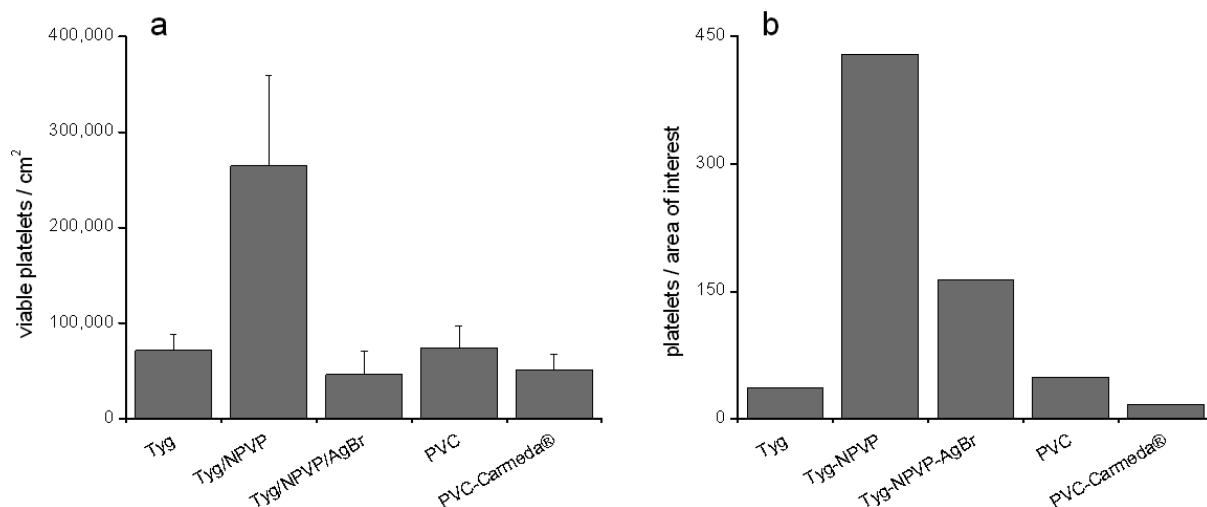 a
400,000
300,000
200,000
100,000
0
viable platelets / cm²
Tyg
Tyg/NPVP
Tyg/NPVP/AgBr
PVC
PVC-Carmeda®
b
450
300
150
0
platelets / area of interest
Tyg
Tyg-NPVP
Tyg-NPVP-AgBr
PVC
PVC-Carmeda®